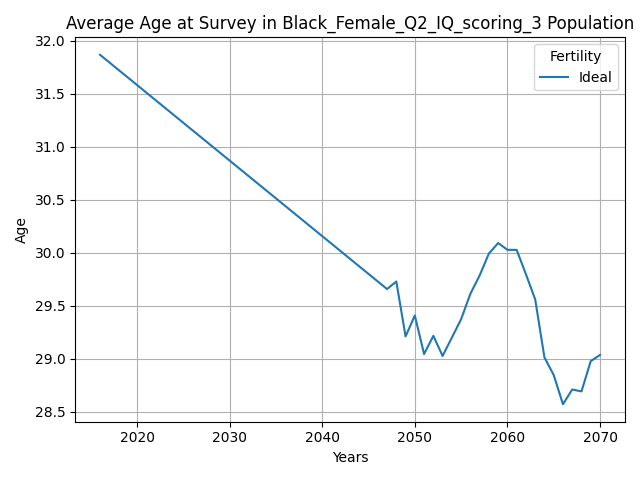 Average Age at Survey in Black_Female_Q2_IQ_scoring_3 Population
32.0
31.5
31.0
30.5
30.0
29.5
29.0
28.5
Age
Fertility
Ideal
2020 2030 2040 2050 2060 2070
Years